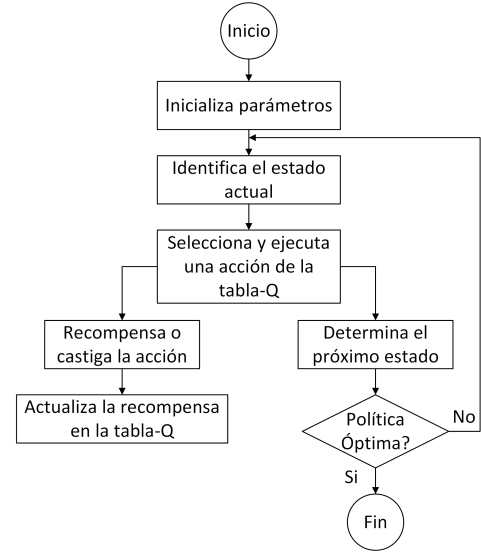 Inicio
Inicializa parámetros
Identifica el estado
actual
Selecciona y ejecuta
una acción de la
tabla-Q
Recompensa o
castiga la acción
Determina el
próximo estado
Actualiza la recompensa
en la tabla-Q
Política
Óptima?
No
Si
Fin